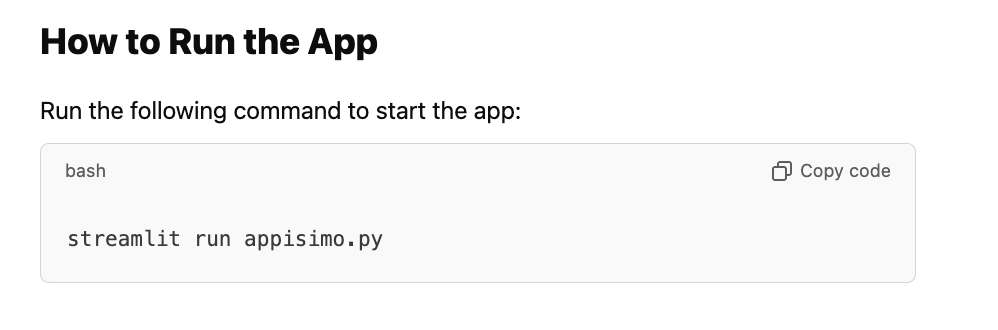 How to Run the App
Run the following command to start the app:
bash
Copy code
streamlit run appisimo.py